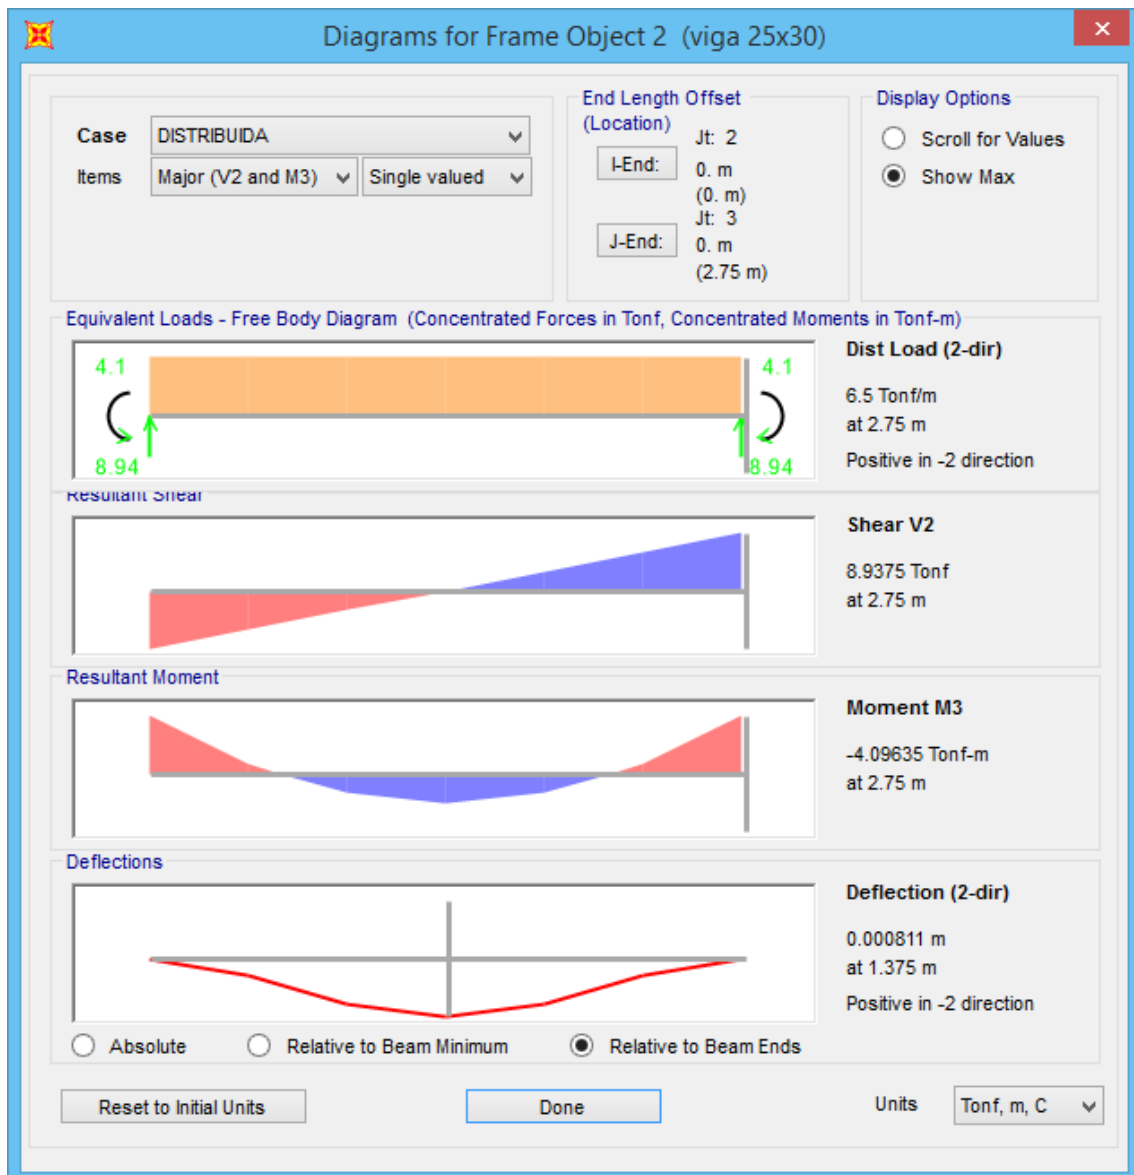 Diagrams for Frame Object 2 (viga 25x30)
Case DISTRIBUIDA
Items Major (V2 and M3) Single valued
End Length Offset
(Location)
Jt: 2
I-End: 0. m
(0. m)
Jt: 3
J-End: 0. m
(2.75 m)
Display Options
Scroll for Values
Show Max
Equivalent Loads - Free Body Diagram (Concentrated Forces in Tonf, Concentrated Moments in Tonf-m)
4.1 4.1
8.94 8.94
Dist Load (2-dir)
6.5 Tonf/m
at 2.75 m
Positive in -2 direction
Resultant Shear
Shear V2
8.9375 Tonf
at 2.75 m
Resultant Moment
Moment M3
-4.09635 Tonf-m
at 2.75 m
Deflections
Deflection (2-dir)
0.000811 m
at 1.375 m
Positive in -2 direction
Absolute Relative to Beam Minimum Relative to Beam Ends
Reset to Initial Units Done Units Tonf, m, C